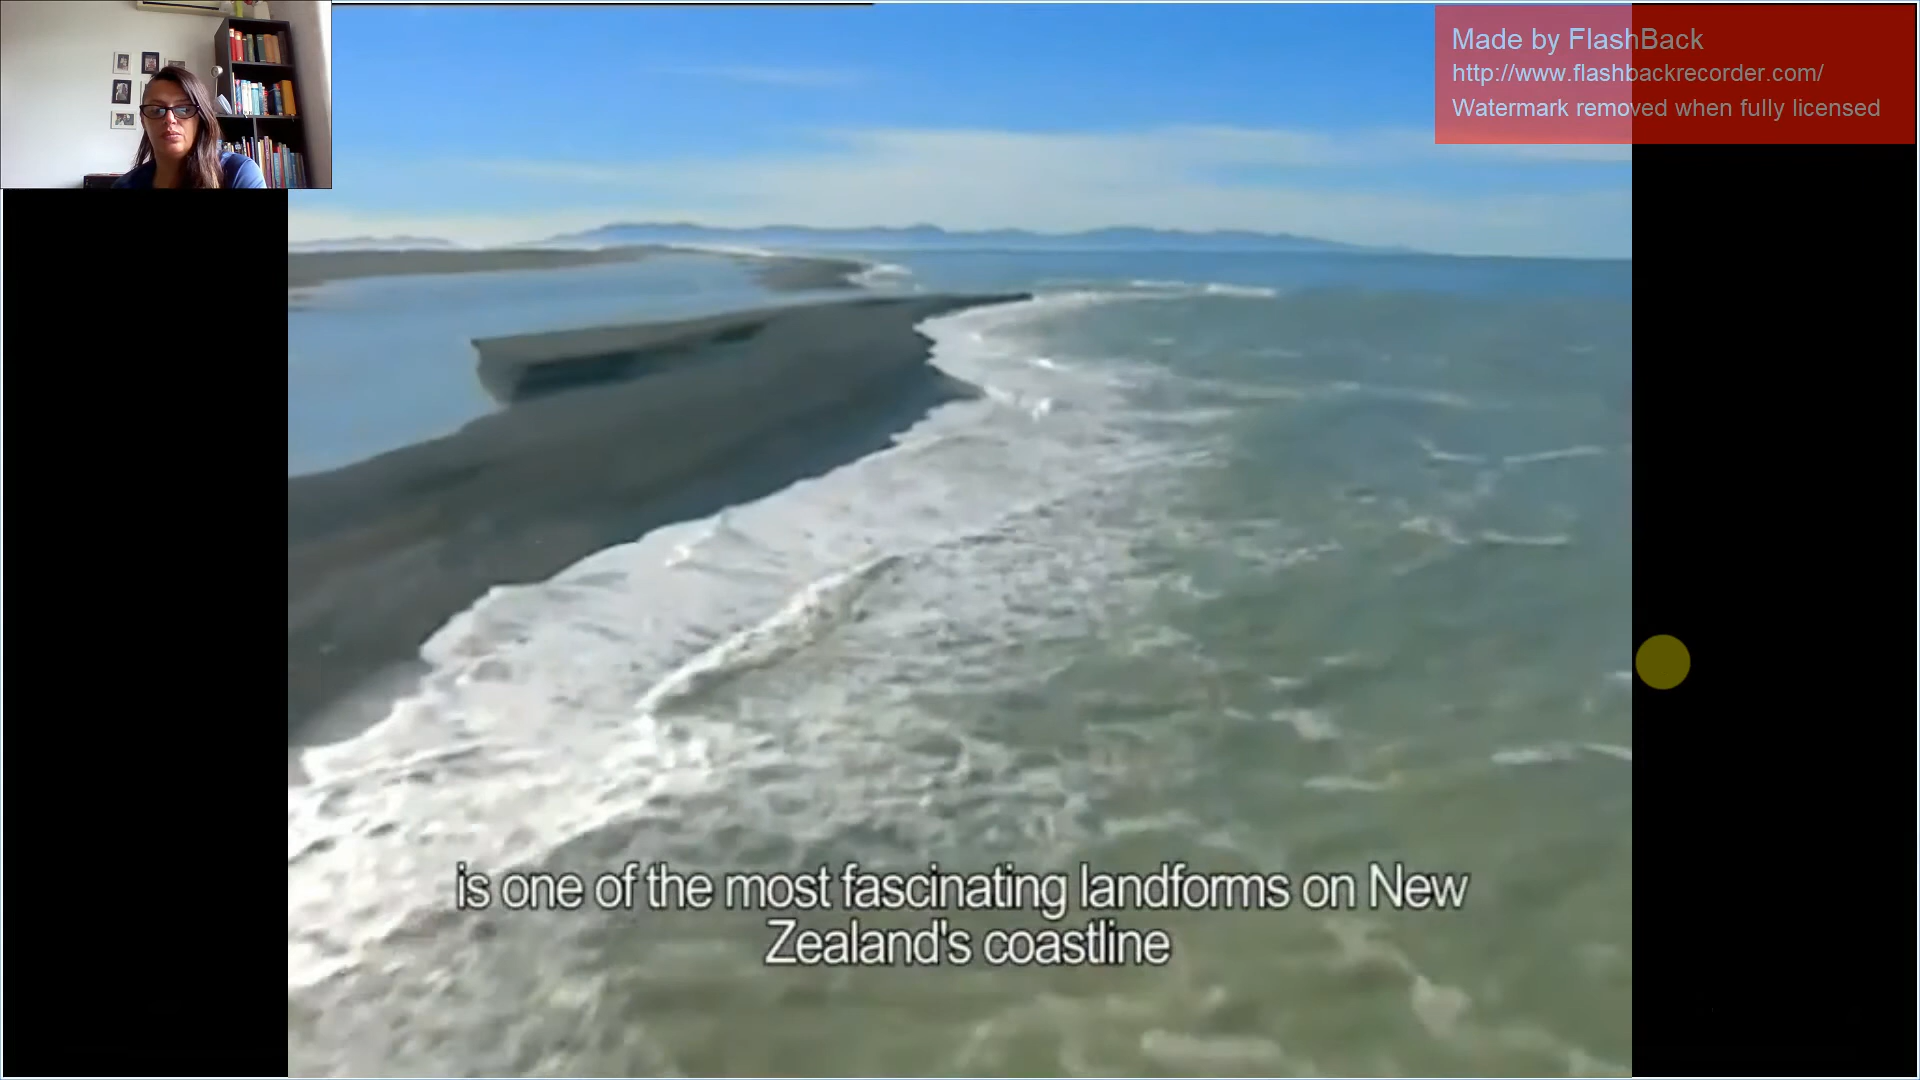 Made by FlashBack
http://www.flashbackrecorder.com/
Watermark removed when fully licensed
is one of the most fascinating landforms on New
Zealand's coastline